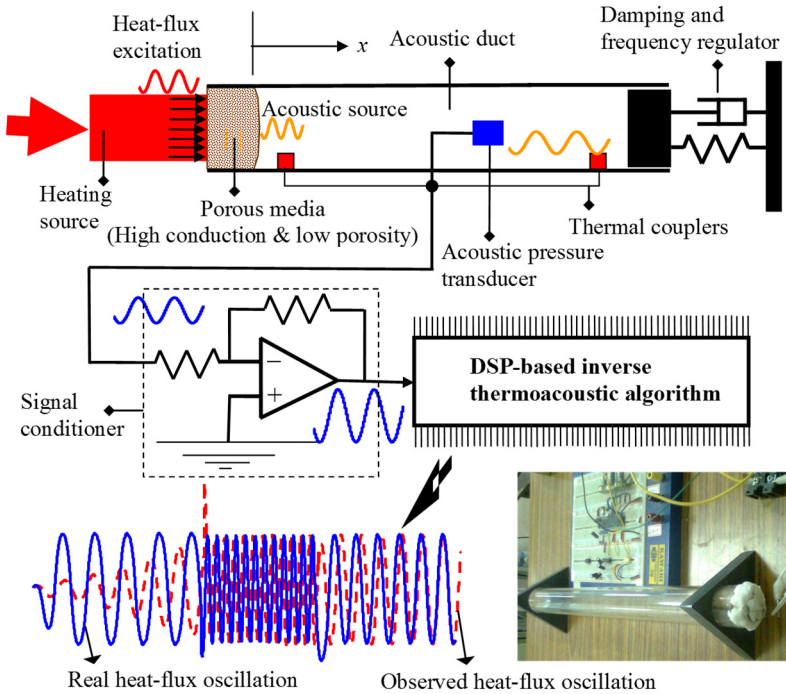 Heat-flux
excitation
x
Acoustic duct
Damping and
frequency regulator
Acoustic source
Heating
source
Porous media
(High conduction & low porosity)
Thermal couplers
Acoustic pressure
transducer
−
+
DSP-based inverse
thermoacoustic algorithm
Signal
conditioner
Real heat-flux oscillation
Observed heat-flux oscillation